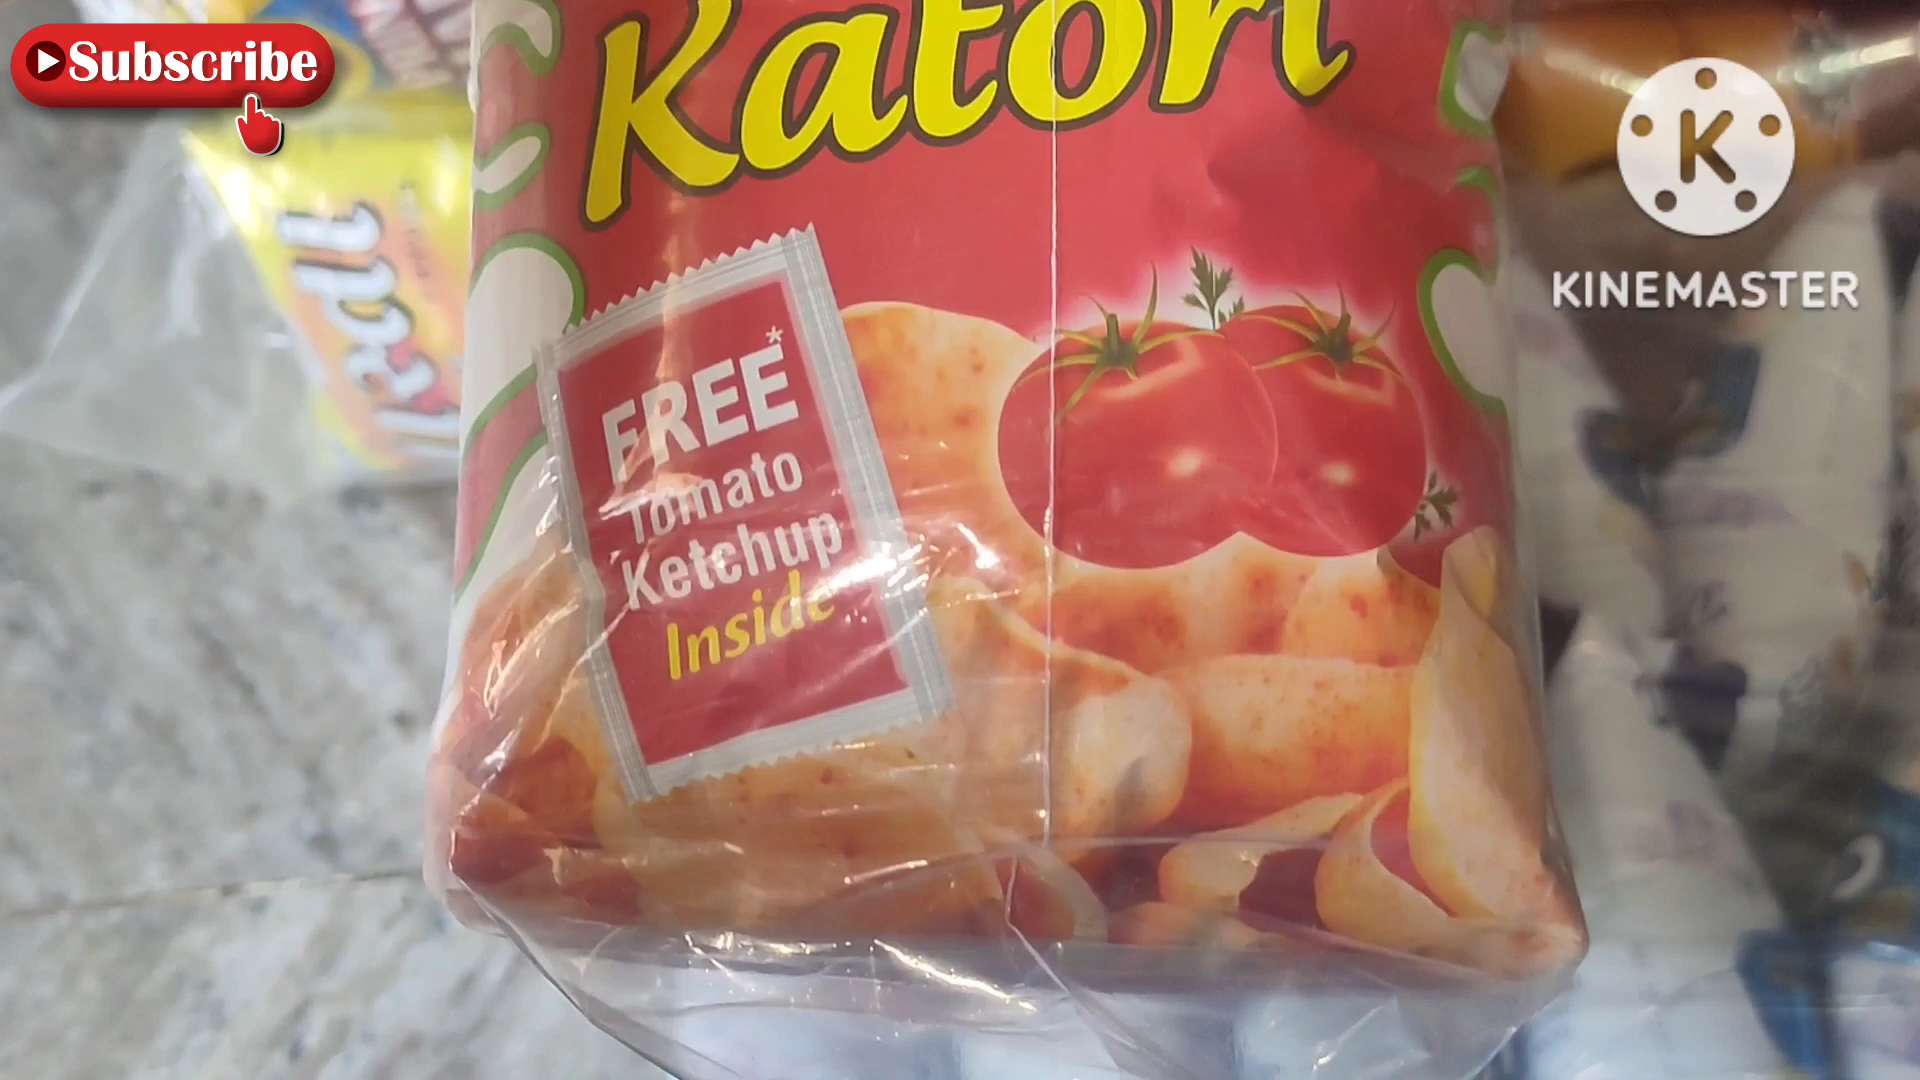 Subscribe
Katori
FREE*
Tomato
Ketchup
Inside
K
KINEMASTER